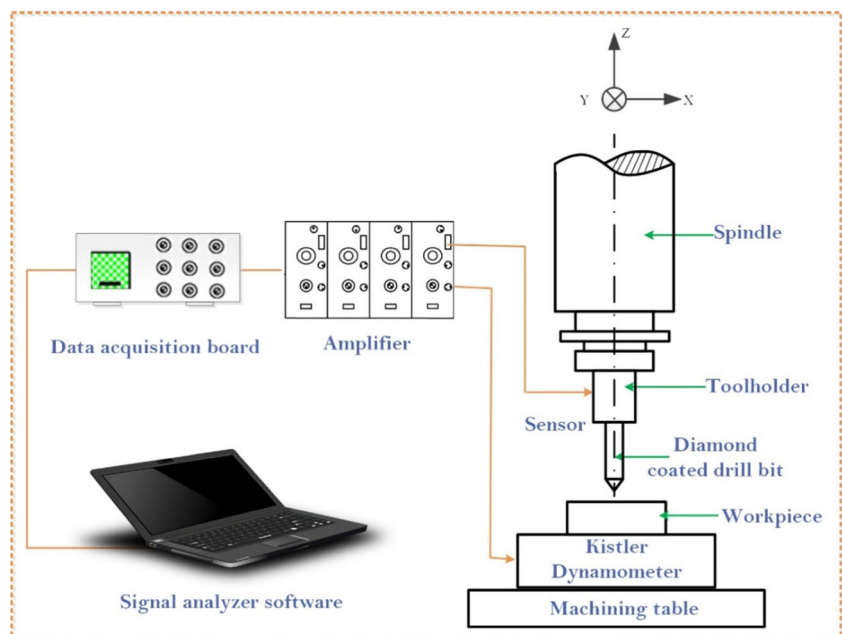 Z
Y
X
Spindle
Data acquisition board
Amplifier
Toolholder
Sensor
Diamond
coated drill bit
Workpiece
Kistler
Dynamometer
Signal analyzer software
Machining table